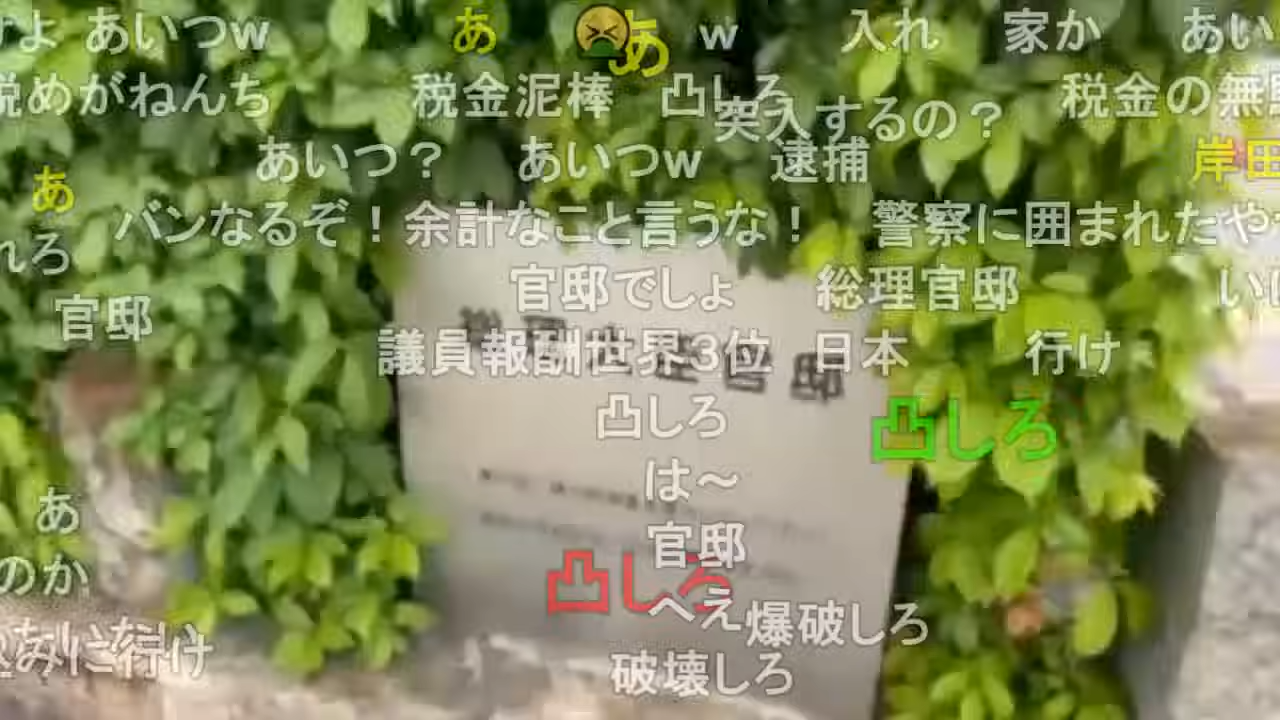 あいつw あ あ w 入れ 家か あい
税めがねんち 税金泥棒 凸しろ 税金の無
突入するの？
あいつ？ あいつw 逮捕 岸田
あ
バンなるぞ！余計なこと言うな！ 警察に囲まれたや
れろ
官邸でしょ 総理官邸
官邸
議員報酬世界3位 日本 行け
官邸
凸しろ 凸しろ
は～
あ 官邸
のか 凸しろ
へえ 爆破しろ
みに行け
破壊しろ